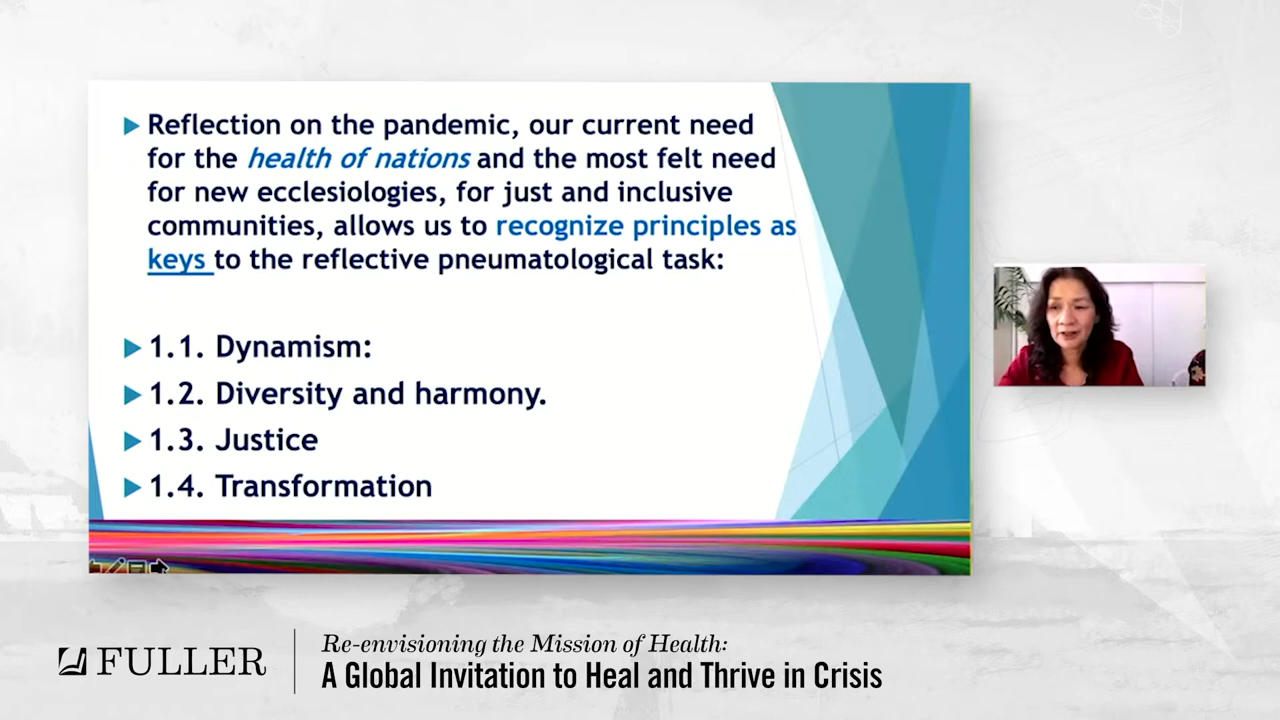 Reflection on the pandemic, our current need
for the health of nations and the most felt need
for new ecclesiologies, for just and inclusive
communities, allows us to recognize principles as
keys to the reflective pneumatological task:
1.1. Dynamism:
1.2. Diversity and harmony.
1.3. Justice
1.4. Transformation
FULLER
Re-envisioning the Mission of Health:
A Global Invitation to Heal and Thrive in Crisis